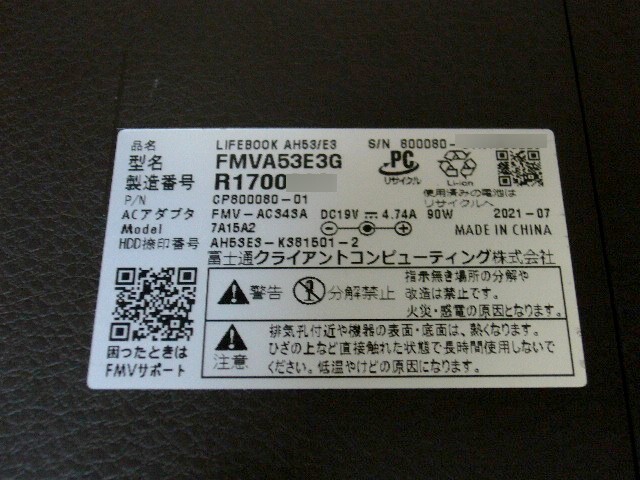 品名 LIFEBOOK AH53/E3 S/N 800080-
型名 FMVA53E3G
製造番号 R1700
P/N CP800080-01
PC
リサイクル
Li-ion
使用済みの電池は
リサイクルへ
ACアダプタ FMV-AC343A DC19V 4.74A 90W 2021-07
Model 7A15A2 MADE IN CHINA
HDD捺印番号 AH53E3-K381501-2
富士通クライアントコンピューティング株式会社
警告 分解禁止
指示無き場所の分解や
改造は禁止です。
火災・感電の原因となります。
注意
排気孔付近や機器の表面・底面は、熱くなります。
ひざの上など直接触れた状態で長時間使用しないで
ください。低温やけどの原因になります。
困ったときは
FMVサポート